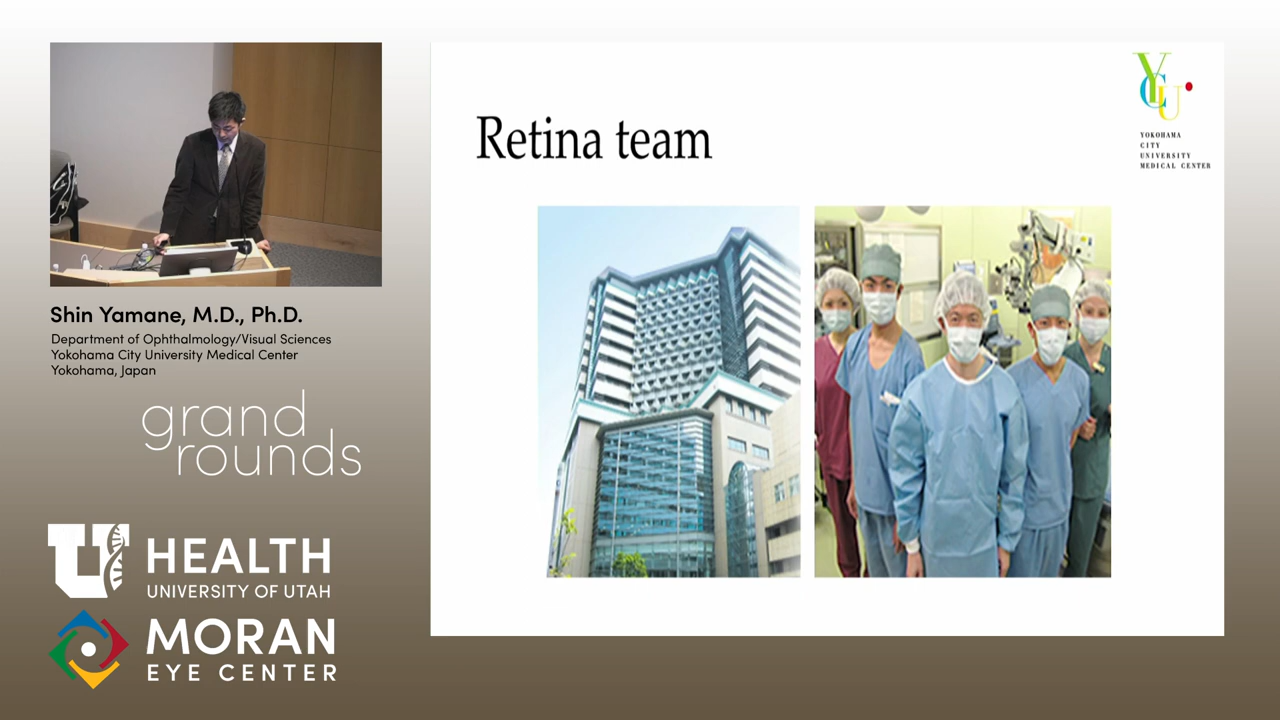 Retina team
YCU
YOKOHAMA
CITY
UNIVERSITY
MEDICAL CENTER
Shin Yamane, M.D., Ph.D.
Department of Ophthalmology/Visual Sciences
Yokohama City University Medical Center
Yokohama, Japan
grand
rounds
U HEALTH
UNIVERSITY OF UTAH
MORAN
EYE CENTER